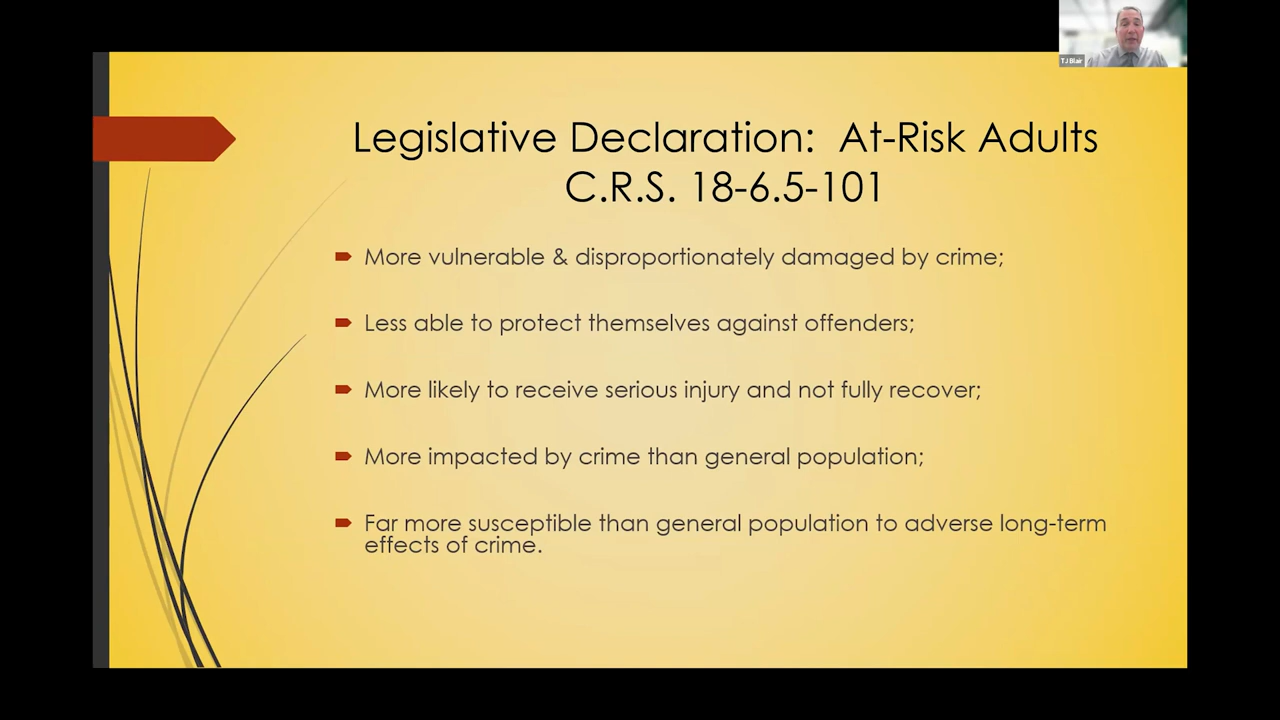 TJ Blair
Legislative Declaration: At-Risk Adults
C.R.S. 18-6.5-101
More vulnerable & disproportionately damaged by crime;
Less able to protect themselves against offenders;
More likely to receive serious injury and not fully recover;
More impacted by crime than general population;
Far more susceptible than general population to adverse long-term
effects of crime.